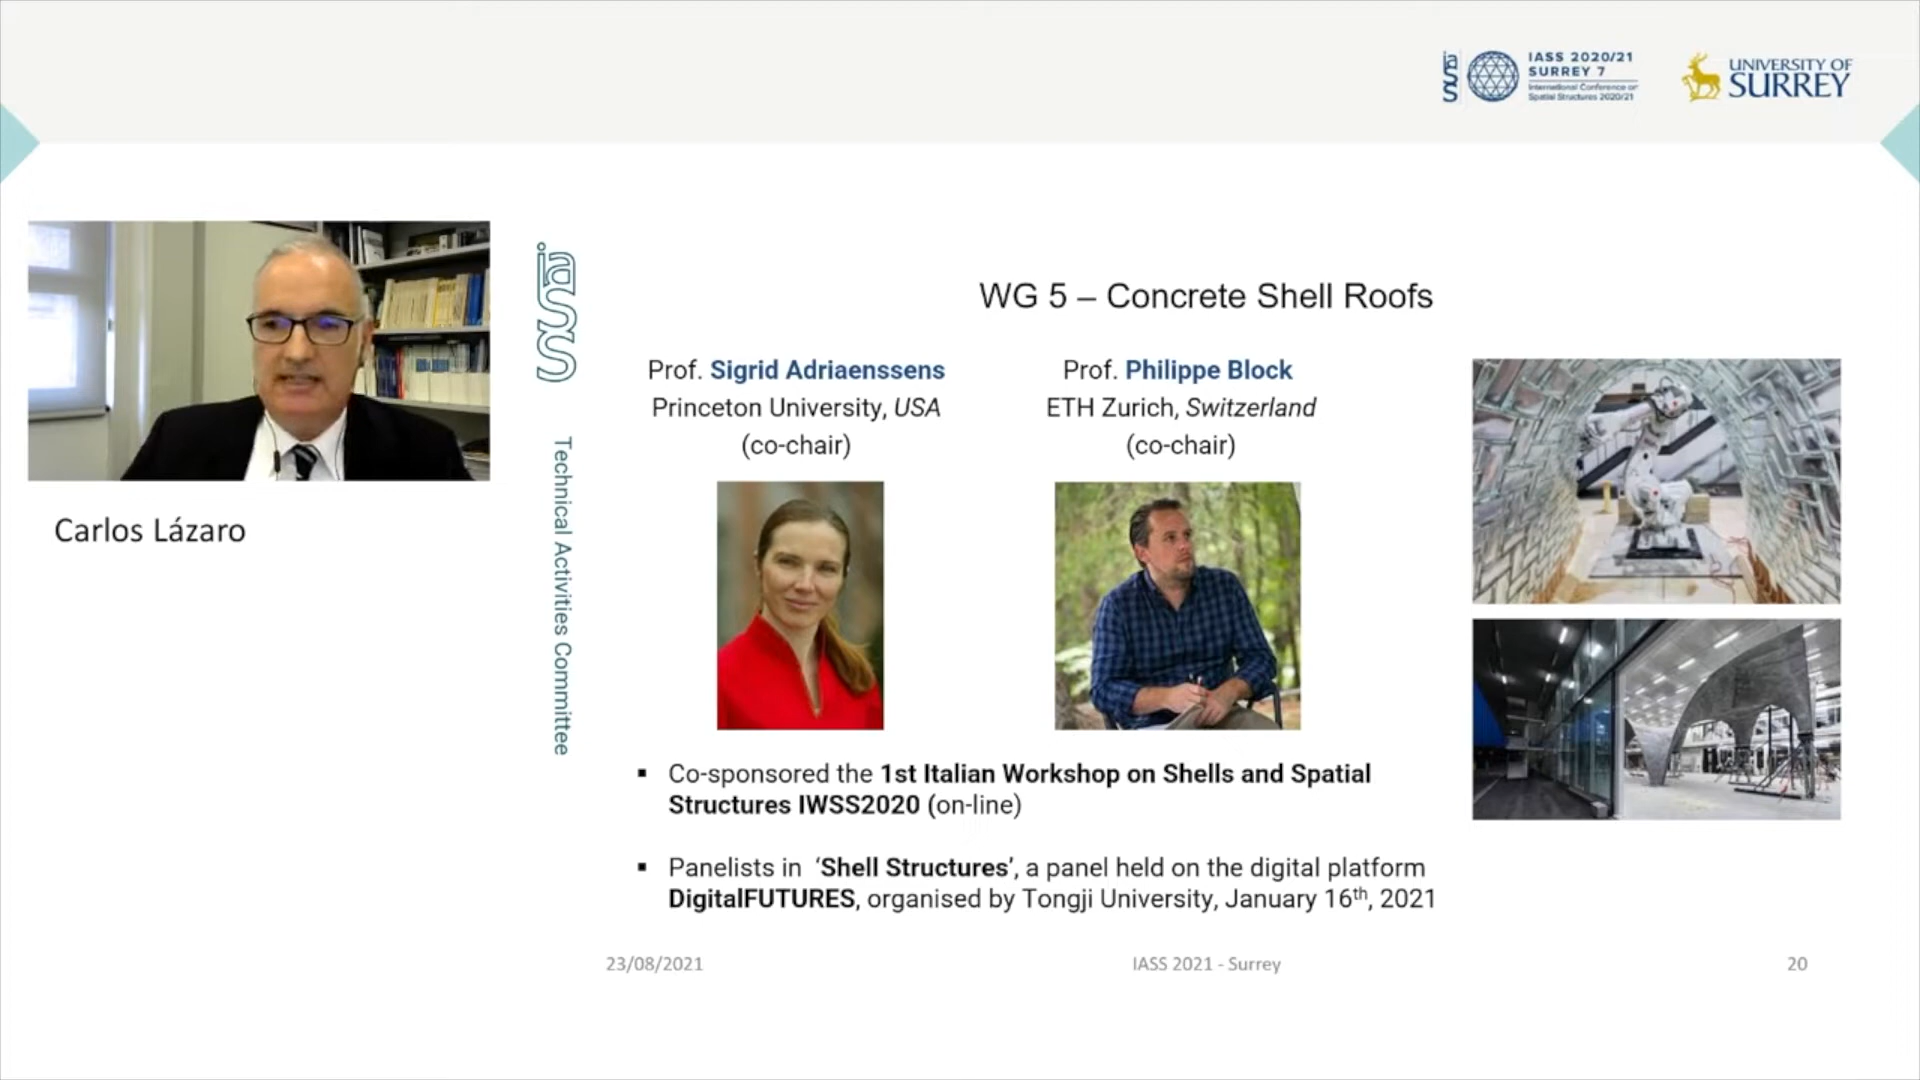 iass
IASS 2020/21
SURREY 7
International Conference on
Spatial Structures 2020/21
UNIVERSITY OF
SURREY
Carlos Lázaro
iass
Technical Activities Committee
WG 5 – Concrete Shell Roofs
Prof. Sigrid Adriaenssens
Princeton University, USA
(co-chair)
Prof. Philippe Block
ETH Zurich, Switzerland
(co-chair)
▪ Co-sponsored the 1st Italian Workshop on Shells and Spatial
Structures IWSS2020 (on-line)
▪ Panelists in ‘Shell Structures’, a panel held on the digital platform
DigitalFUTURES, organised by Tongji University, January 16th, 2021
23/08/2021
IASS 2021 - Surrey
20